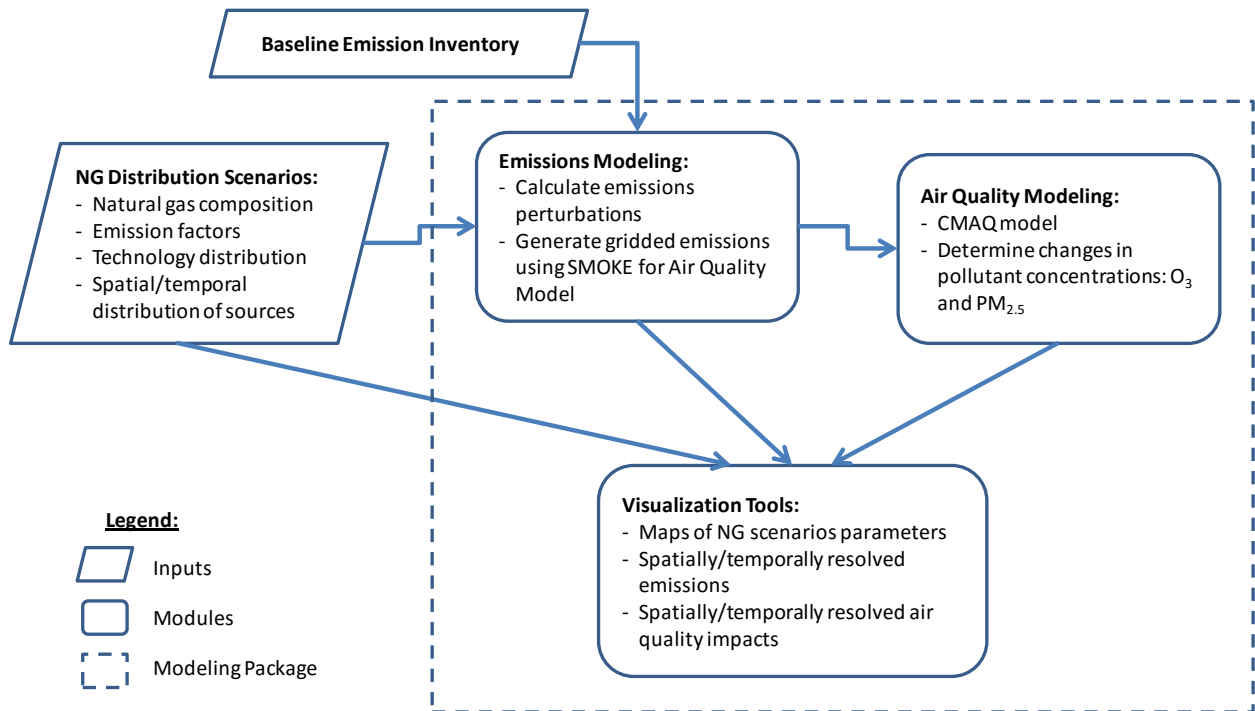 Baseline Emission Inventory
NG Distribution Scenarios:
- Natural gas composition
- Emission factors
- Technology distribution
- Spatial/temporal
distribution of sources
Emissions Modeling:
- Calculate emissions
perturbations
- Generate gridded emissions
using SMOKE for Air Quality
Model
Air Quality Modeling:
- CMAQ model
- Determine changes in
pollutant concentrations: O₃
and PM₂.₅
Visualization Tools:
- Maps of NG scenarios parameters
- Spatially/temporally resolved
emissions
- Spatially/temporally resolved air
quality impacts
Legend:
Inputs
Modules
Modeling Package